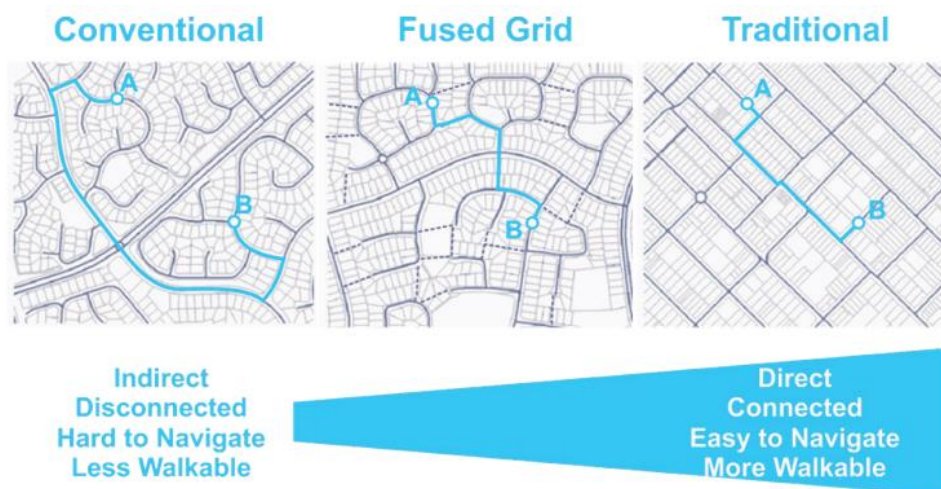 Conventional
Fused Grid
Traditional
A
B
A
B
A
B
Indirect
Disconnected
Hard to Navigate
Less Walkable
Direct
Connected
Easy to Navigate
More Walkable